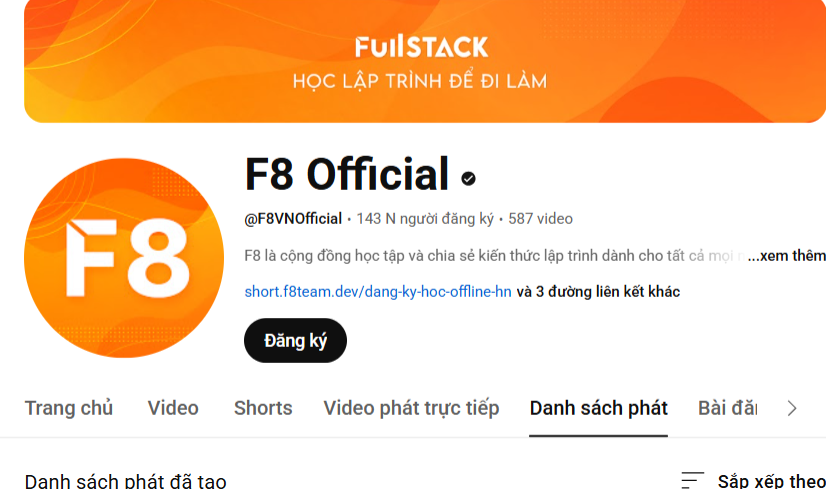 FullSTACK
HỌC LẬP TRÌNH ĐỂ ĐI LÀM
F8
F8 Official
@F8VNOfficial • 143 N người đăng ký • 587 video
F8 là cộng đồng học tập và chia sẻ kiến thức lập trình dành cho tất cả mọi ...xem thêm
short.f8team.dev/dang-ky-hoc-offline-hn và 3 đường liên kết khác
Đăng ký
Trang chủ Video Shorts Video phát trực tiếp Danh sách phát Bài
Danh sách phát đã tạo Sắp xếp theo